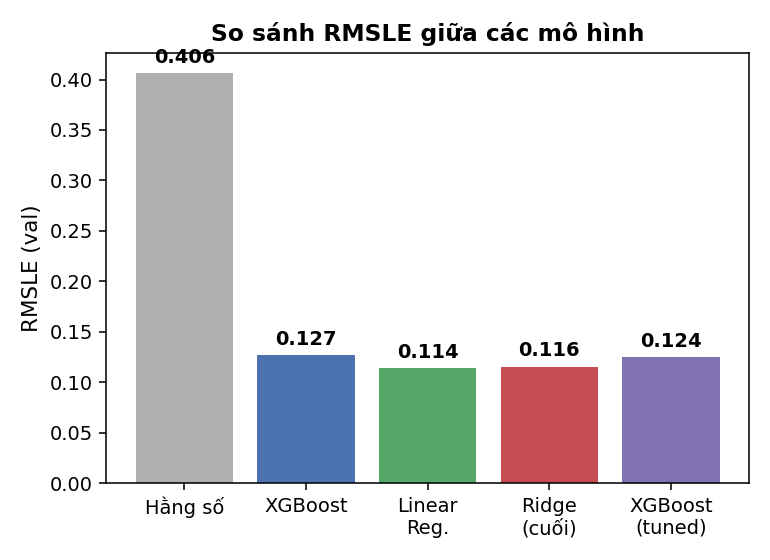 So sánh RMSLE giữa các mô hình
0.406
0.127
0.114
0.116
0.124
RMSLE (val)
0.40
0.35
0.30
0.25
0.20
0.15
0.10
0.05
0.00
Hằng số
XGBoost
Linear
Reg.
Ridge
(cuối)
XGBoost
(tuned)